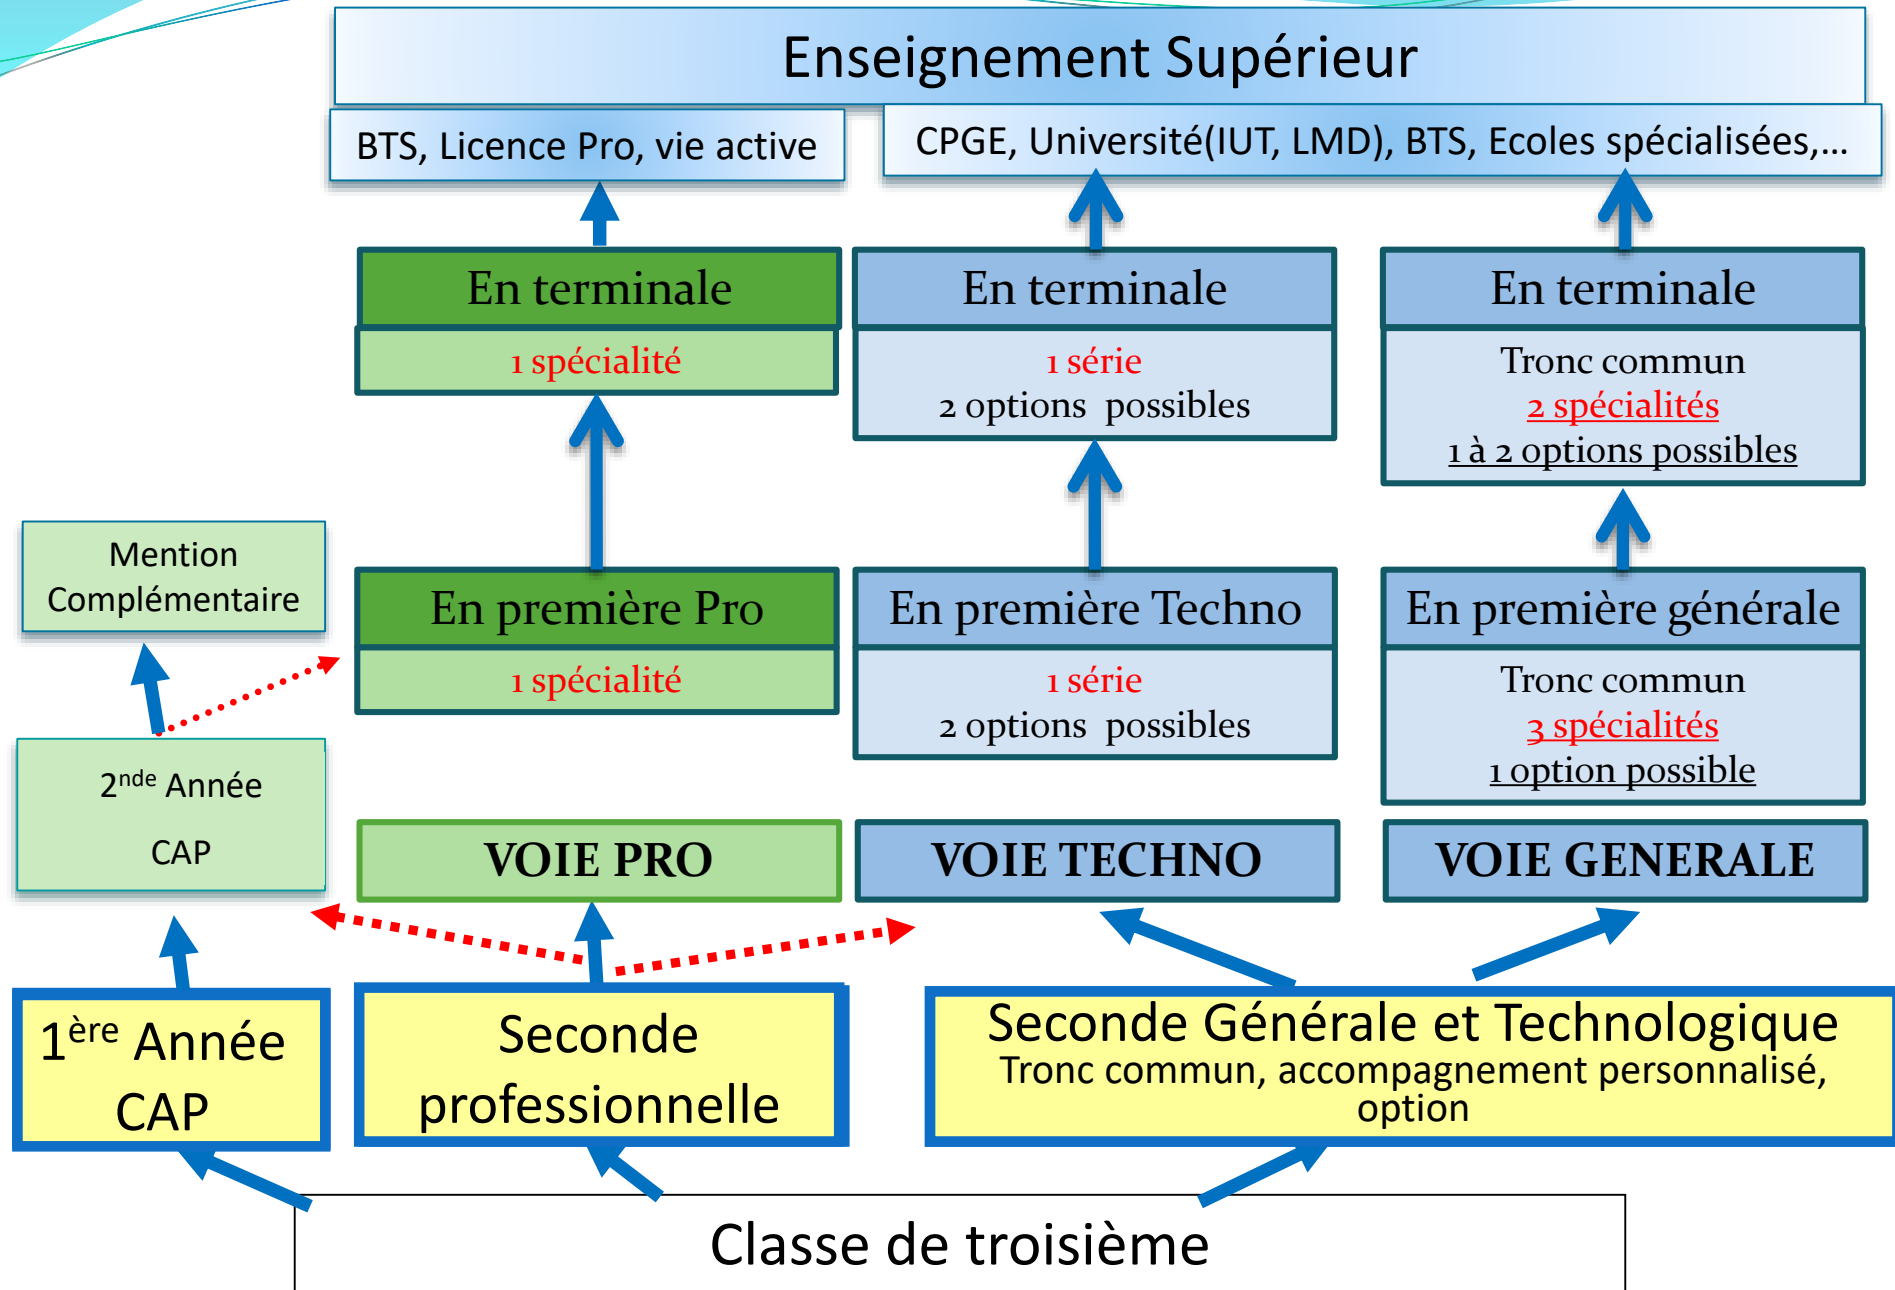 Enseignement Supérieur
BTS, Licence Pro, vie active
CPGE, Université(IUT, LMD), BTS, Ecoles spécialisées,...
En terminale
1 spécialité
En terminale
1 série
2 options possibles
En terminale
Tronc commun
2 spécialités
1 à 2 options possibles
Mention
Complémentaire
En première Pro
1 spécialité
En première Techno
1 série
2 options possibles
En première générale
Tronc commun
3 spécialités
1 option possible
2nde Année
CAP
VOIE PRO
VOIE TECHNO
VOIE GENERALE
1ère Année
CAP
Seconde
professionnelle
Seconde Générale et Technologique
Tronc commun, accompagnement personnalisé,
option
Classe de troisième